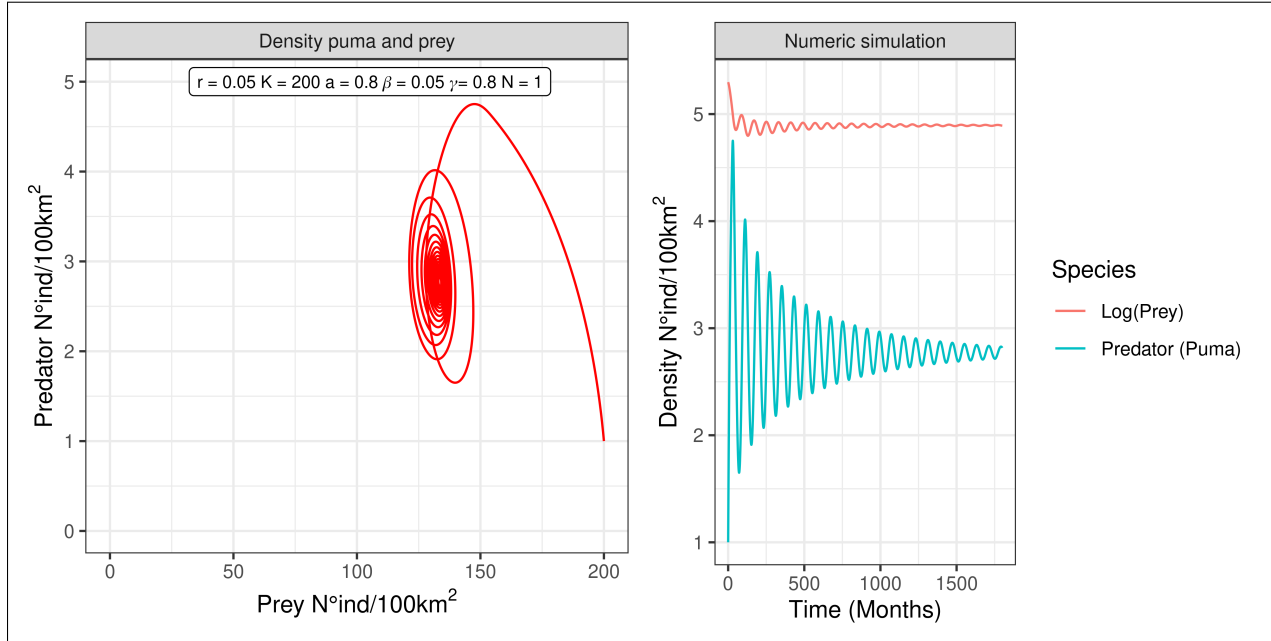 Density puma and prey
r = 0.05 K = 200 a = 0.8 β = 0.05 γ= 0.8 N = 1
Predator N°ind/100km²
5
4
3
2
1
0
0 50 100 150 200
Prey N°ind/100km²
Numeric simulation
Density N°ind/100km²
5
4
3
2
1
0 500 1000 1500
Time (Months)
Species
Log(Prey)
Predator (Puma)